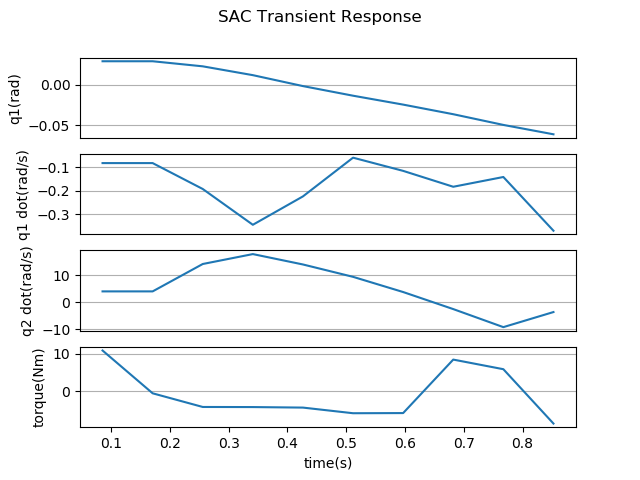 SAC Transient Response
q1(rad)
0.00
−0.05
q1 dot(rad/s)
−0.1
−0.2
−0.3
q2 dot(rad/s)
10
0
−10
torque(Nm)
10
0
0.1 0.2 0.3 0.4 0.5 0.6 0.7 0.8
time(s)